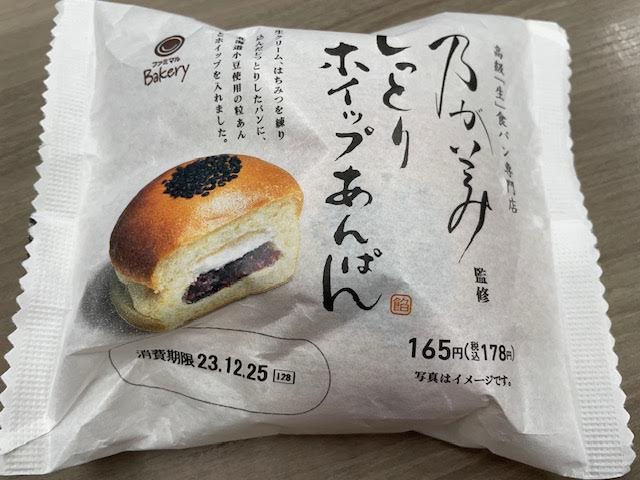 高級「生」食パン専門店
乃が美
監修
しっとり
ホイップあんぱん
餡
生クリーム、はちみつを練り
込んだしっとりしたパンに、
北海道小豆使用の粒あん
とホイップを入れました。
ファミマル
Bakery
消費期限 23.12.25 128
165円(税込178円)
写真はイメージです。